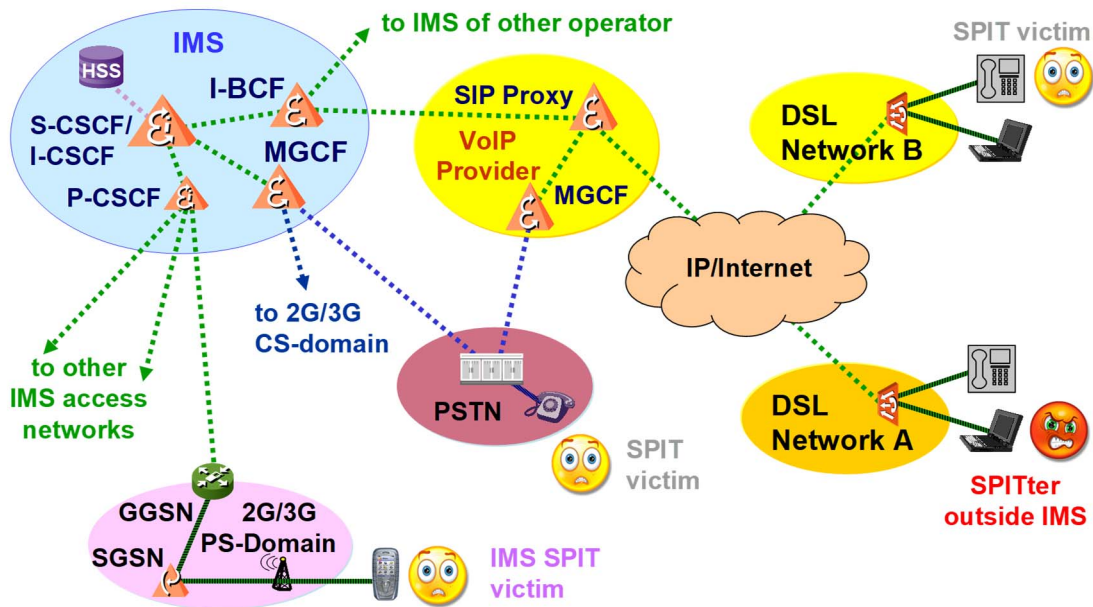 to IMS of other operator
IMS
HSS
I-BCF
S-CSCF/
I-CSCF
MGCF
P-CSCF
SIP Proxy
VoIP
Provider
MGCF
SPIT victim
DSL
Network B
IP/Internet
to 2G/3G
CS-domain
to other
IMS access
networks
PSTN
SPIT
victim
DSL
Network A
SPITter
outside IMS
GGSN
2G/3G
PS-Domain
SGSN
IMS SPIT
victim